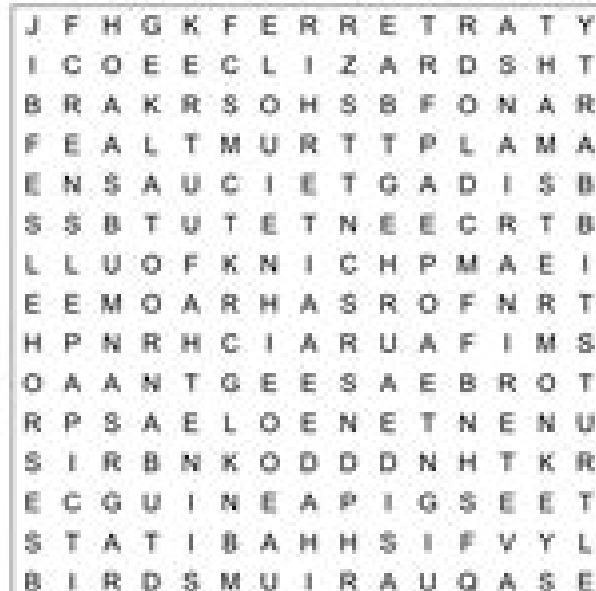 J F H G K F E R R E T R A T Y
I C O E E C L I Z A R D S H T
B R A K R S O H S B F O N A R
F E A L T M U R T T P L A M A
E N S A U C I E T G A D I S B
S S B T U T E T N E E C R T B
L L U O F K N I C H P M A E I
E E M O A R H A S R O F N R T
H P N R H C I A R U A F I M S
O A A N T G E E S A E B R O T
R P S A E L O E N E T N E N U
S I R B N K O D D D N H T K R
E C G U I N E A P I G S E E T
S T A T I B A H H S I F V Y L
B I R D S M U I R A U Q A S E